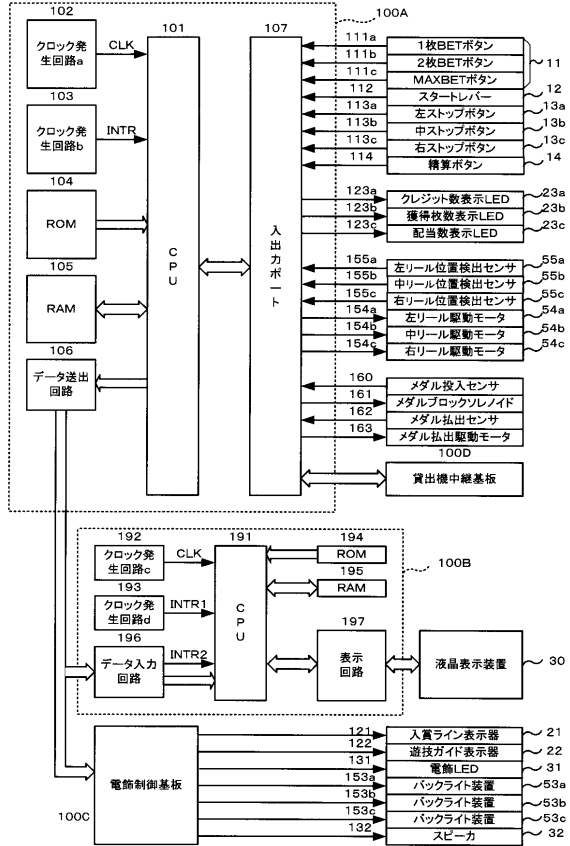 100A
102
クロック発
生回路a
CLK
101
CPU
107
入出力ポート
103
クロック発
生回路b
INTR
104
ROM
105
RAM
106
データ送出
回路
111a
1枚BETボタン
111b
2枚BETボタン
11
111c
MAXBETボタン
112
スタートレバー
12
113a
左ストップボタン
13a
113b
中ストップボタン
13b
113c
右ストップボタン
13c
114
精算ボタン
14
123a
クレジット数表示LED
23a
123b
獲得枚数表示LED
23b
123c
配当数表示LED
23c
155a
左リール位置検出センサ
55a
155b
中リール位置検出センサ
55b
155c
右リール位置検出センサ
55c
154a
左リール駆動モータ
54a
154b
中リール駆動モータ
54b
154c
右リール駆動モータ
54c
160
メダル投入センサ
161
メダルブロックソレノイド
162
メダル払出センサ
163
メダル払出駆動モータ
100D
貸出機中継基板
100B
192
クロック発
生回路c
CLK
191
CPU
194
ROM
195
RAM
193
クロック発
生回路d
INTR1
196
データ入力
回路
INTR2
197
表示
回路
液晶表示装置
30
100C
電飾制御基板
121
入賞ライン表示器
21
122
遊技ガイド表示器
22
131
電飾LED
31
153a
バックライト装置
53a
153b
バックライト装置
53b
153c
バックライト装置
53c
132
スピーカ
32